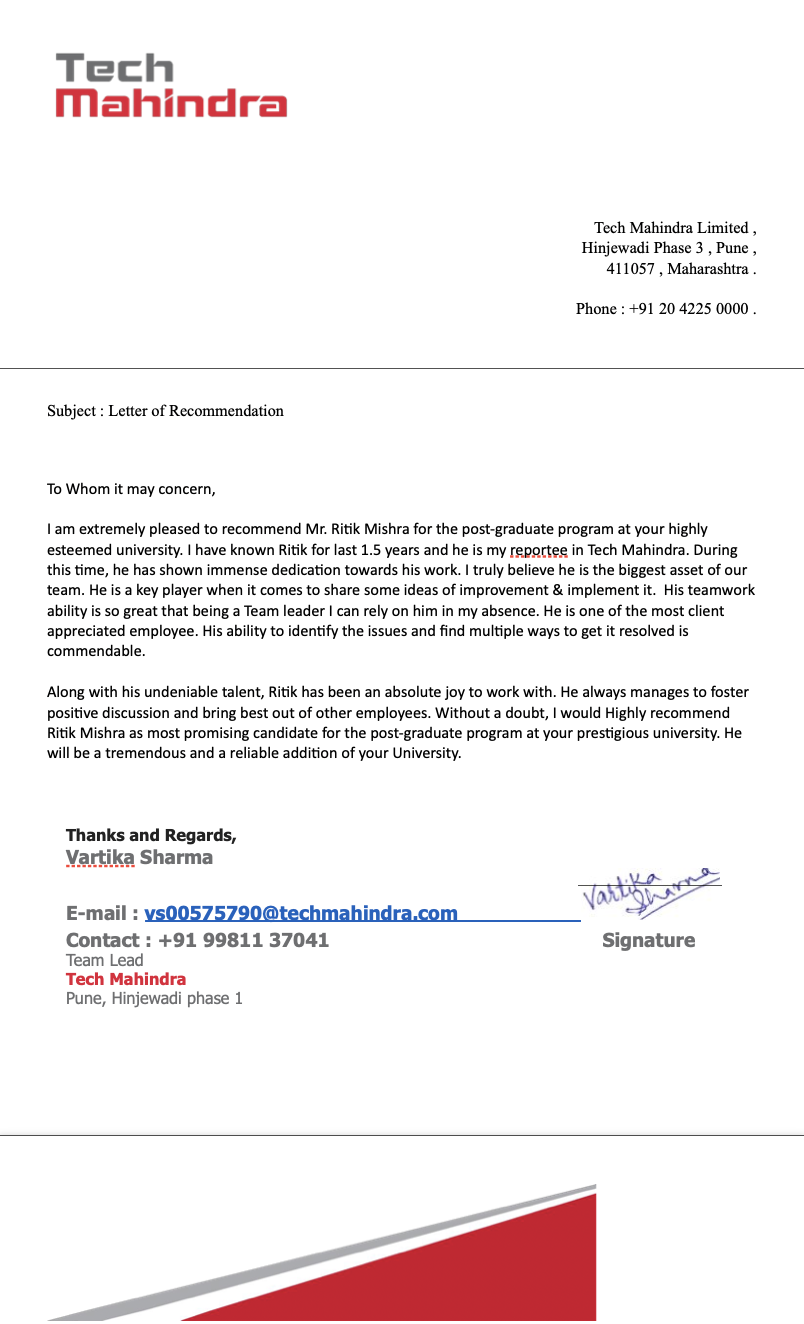 Tech
Mahindra
Tech Mahindra Limited ,
Hinjewadi Phase 3 , Pune ,
411057 , Maharashtra .
Phone : +91 20 4225 0000 .
Subject : Letter of Recommendation
To Whom it may concern,
I am extremely pleased to recommend Mr. Ritik Mishra for the post-graduate program at your highly
esteemed university. I have known Ritik for last 1.5 years and he is my reportee in Tech Mahindra. During
this time, he has shown immense dedication towards his work. I truly believe he is the biggest asset of our
team. He is a key player when it comes to share some ideas of improvement & implement it.  His teamwork
ability is so great that being a Team leader I can rely on him in my absence. He is one of the most client
appreciated employee. His ability to identify the issues and find multiple ways to get it resolved is
commendable.
Along with his undeniable talent, Ritik has been an absolute joy to work with. He always manages to foster
positive discussion and bring best out of other employees. Without a doubt, I would Highly recommend
Ritik Mishra as most promising candidate for the post-graduate program at your prestigious university. He
will be a tremendous and a reliable addition of your University.
Thanks and Regards,
Vartika Sharma
Vartika
Sharma
E-mail : vs00575790@techmahindra.com
Contact : +91 99811 37041
Signature
Team Lead
Tech Mahindra
Pune, Hinjewadi phase 1